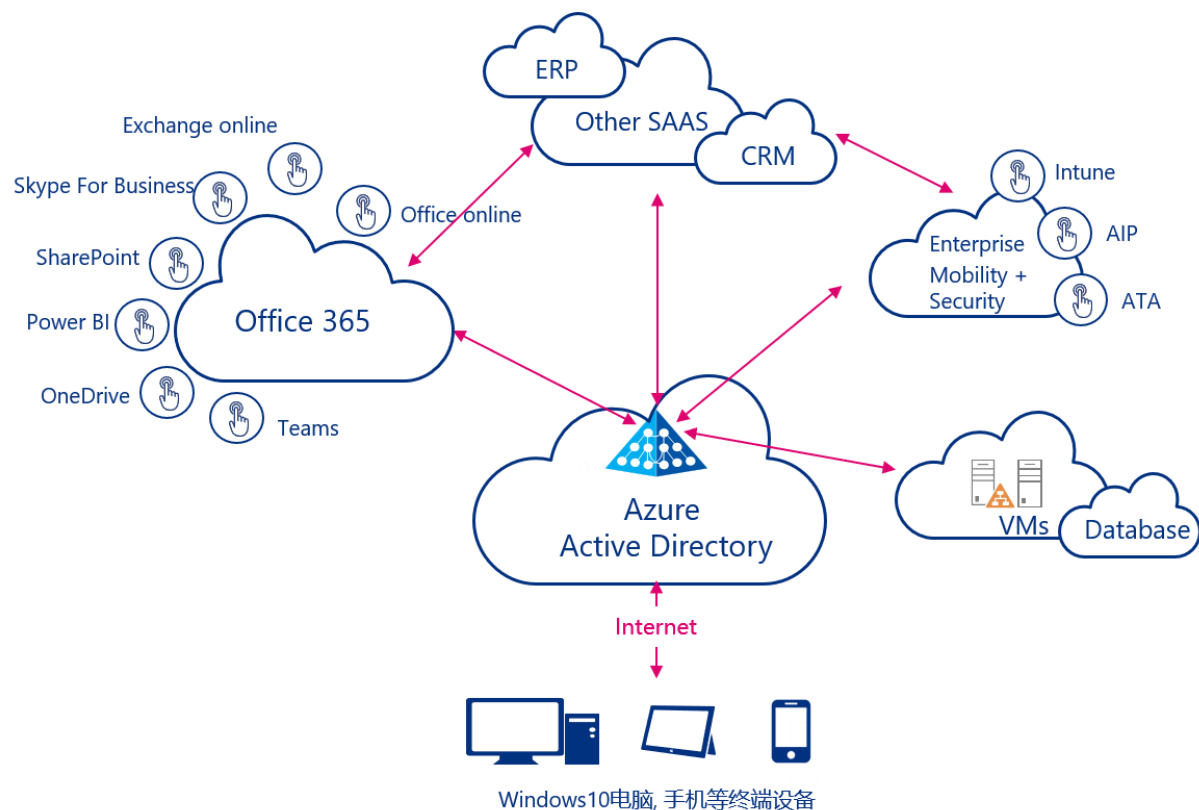 ERP
Other SAAS
CRM
Exchange online
Skype For Business
Office online
SharePoint
Power BI
OneDrive
Teams
Office 365
Intune
AIP
ATA
Enterprise
Mobility +
Security
Azure
Active Directory
VMs
Database
Internet
Windows10电脑, 手机等终端设备